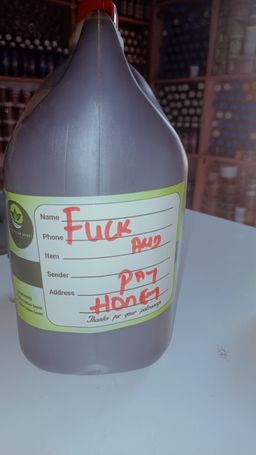 Name
FUCK
Phone
AND
Item
PAY
Sender
Address
HONEY
Thanks for your patronage